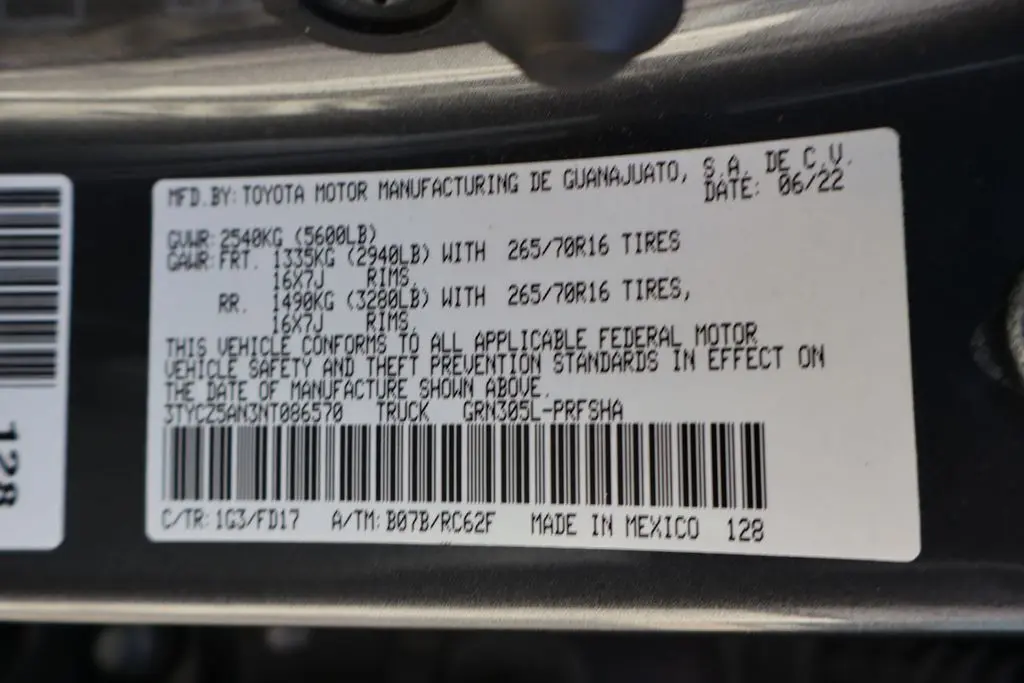 MFD.BY: TOYOTA MOTOR MANUFACTURING DE GUANAJUATO, S.A. DE C.V.
DATE: 06/22
GVWR: 2540KG (5600LB)
GAWR: FRT. 1335KG (2940LB) WITH 265/70R16 TIRES
16X7J RIMS,
RR. 1490KG (3280LB) WITH 265/70R16 TIRES,
16X7J RIMS,
THIS VEHICLE CONFORMS TO ALL APPLICABLE FEDERAL MOTOR
VEHICLE SAFETY AND THEFT PREVENTION STANDARDS IN EFFECT ON
THE DATE OF MANUFACTURE SHOWN ABOVE.
3TYCZ5AN3NT086570 TRUCK GRN305L-PRFSHA
C/TR: 1G3/FD17 A/TM: B07B/RC62F MADE IN MEXICO 128
128